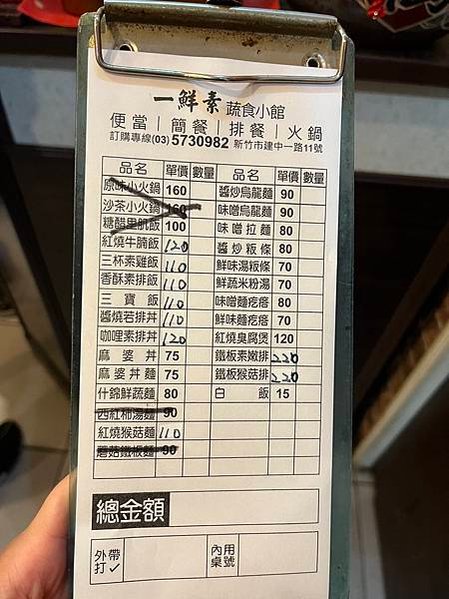 一鮮素 蔬食小館
便當｜簡餐｜排餐｜火鍋
訂購專線(03)5730982 新竹市建中一路11號
品名 單價 數量 品名 單價 數量
原味小火鍋 160 醬炒烏龍麵 90
沙茶小火鍋 160 味噌烏龍麵 90
糖醋里肌飯 100 味噌拉麵 80
紅燒牛腩飯 120 醬炒粄條 80
三杯素雞飯 110 鮮味湯粄條 70
香酥素排飯 110 鮮蔬米粉湯 70
三寶飯 110 味噌麵疙瘩 80
醬燒若排丼 110 鮮味麵疙瘩 70
咖哩素排丼 120 紅燒臭腐煲 120
麻婆丼 75 鐵板素嫩排 220
麻婆丼麵 75 鐵板猴菇排 220
什錦鮮蔬麵 80 白飯 15
西紅柿湯麵 90
紅燒猴菇麵 110
蘑菇鐵板麵 90
總金額
外帶打✓ 內用桌號